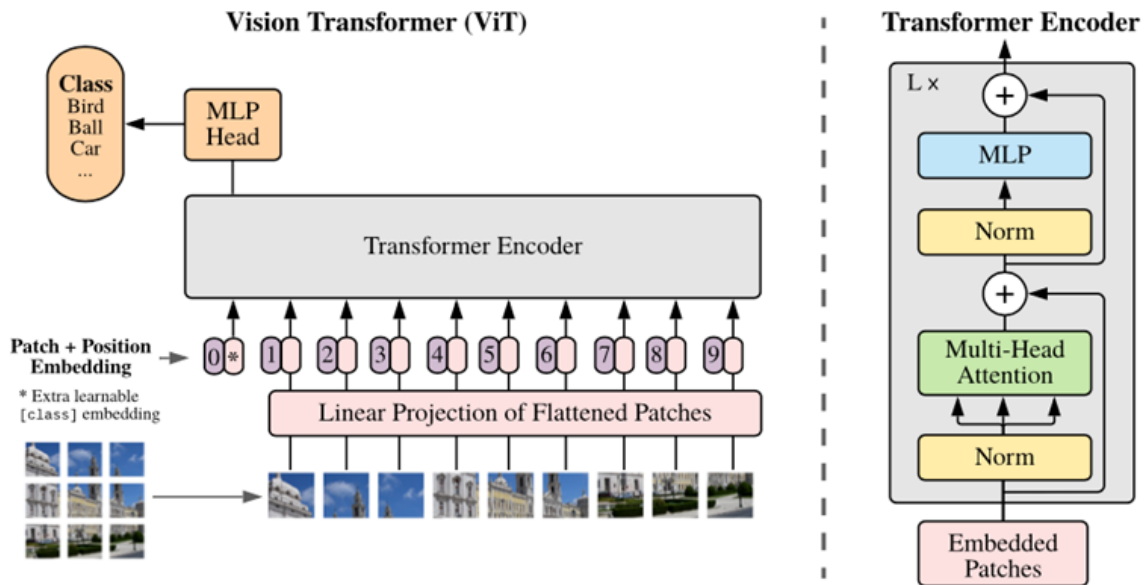 Vision Transformer (ViT)
Class
Bird
Ball
Car
...
MLP
Head
Transformer Encoder
Patch + Position
Embedding
* Extra learnable
[class] embedding
0 * 1 2 3 4 5 6 7 8 9
Linear Projection of Flattened Patches
Transformer Encoder
L ×
+
MLP
Norm
+
Multi-Head
Attention
Norm
Embedded
Patches